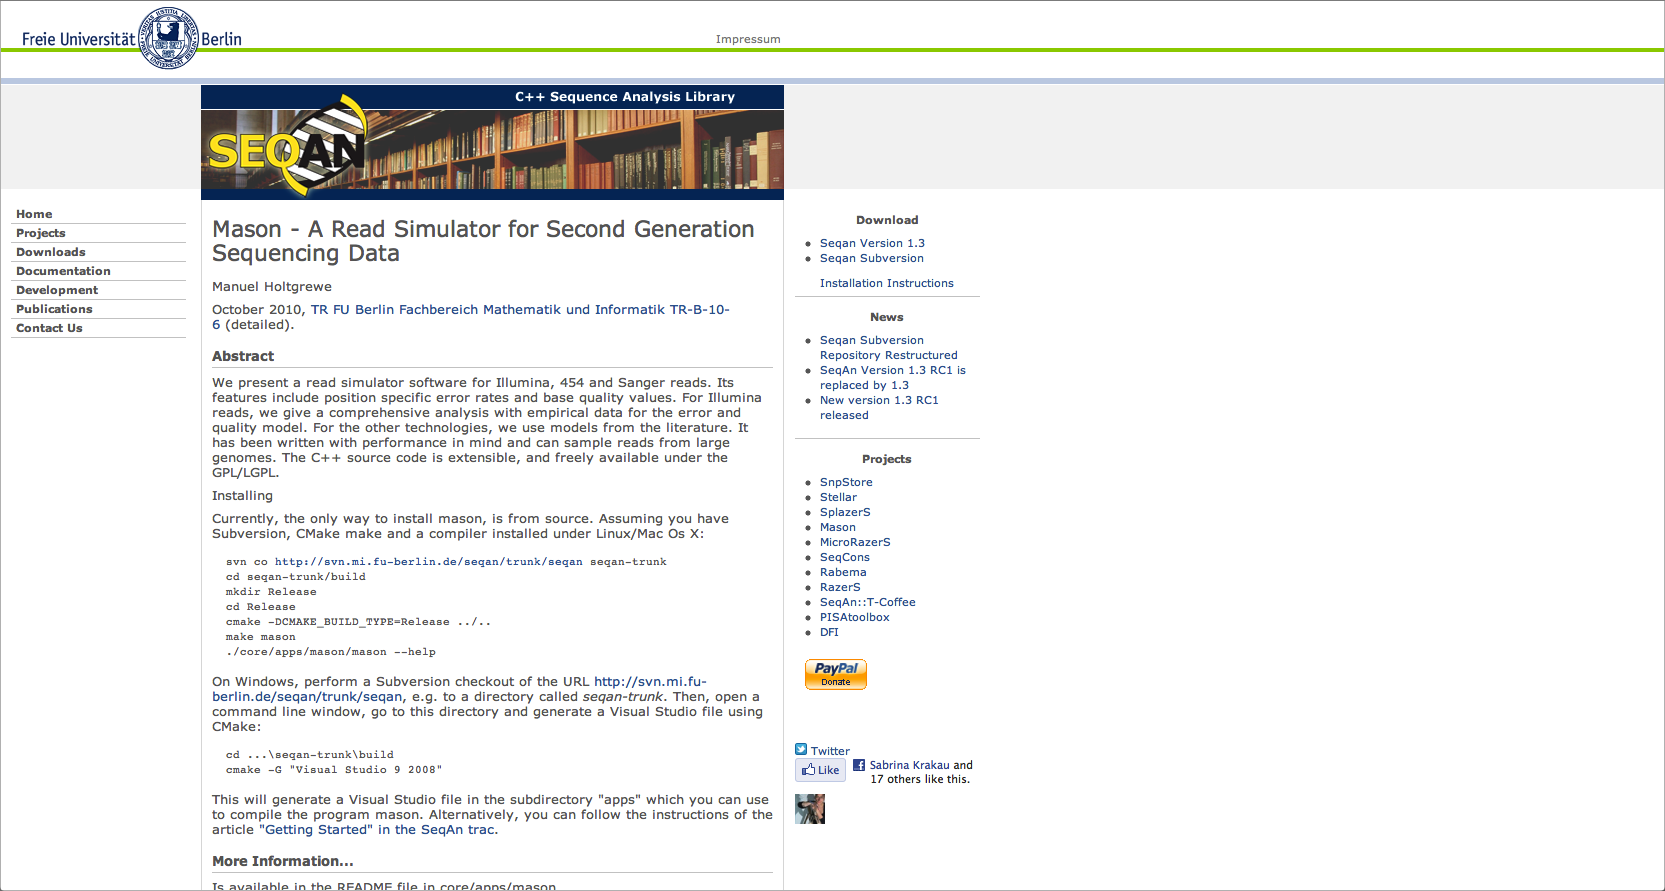 Freie Universität Berlin
Impressum
C++ Sequence Analysis Library
SEQAN
Home
Projects
Downloads
Documentation
Development
Publications
Contact Us
Mason - A Read Simulator for Second Generation
Sequencing Data
Manuel Holtgrewe
October 2010, TR FU Berlin Fachbereich Mathematik und Informatik TR-B-10-
6 (detailed).
Abstract
We present a read simulator software for Illumina, 454 and Sanger reads. Its
features include position specific error rates and base quality values. For Illumina
reads, we give a comprehensive analysis with empirical data for the error and
quality model. For the other technologies, we use models from the literature. It
has been written with performance in mind and can sample reads from large
genomes. The C++ source code is extensible, and freely available under the
GPL/LGPL.
Installing
Currently, the only way to install mason, is from source. Assuming you have
Subversion, CMake make and a compiler installed under Linux/Mac Os X:
svn co http://svn.mi.fu-berlin.de/seqan/trunk/seqan seqan-trunk
cd seqan-trunk/build
mkdir Release
cd Release
cmake -DCMAKE_BUILD_TYPE=Release ../..
make mason
./core/apps/mason/mason --help
On Windows, perform a Subversion checkout of the URL http://svn.mi.fu-
berlin.de/seqan/trunk/seqan, e.g. to a directory called seqan-trunk. Then, open a
command line window, go to this directory and generate a Visual Studio file using
CMake:
cd ...\seqan-trunk\build
cmake -G "Visual Studio 9 2008"
This will generate a Visual Studio file in the subdirectory "apps" which you can use
to compile the program mason. Alternatively, you can follow the instructions of the
article "Getting Started" in the SeqAn trac.
More Information...
Is available in the README file in core/apps/mason
Download
Seqan Version 1.3
Seqan Subversion
Installation Instructions
News
Seqan Subversion
Repository Restructured
SeqAn Version 1.3 RC1 is
replaced by 1.3
New version 1.3 RC1
released
Projects
SnpStore
Stellar
SplazerS
Mason
MicroRazerS
SeqCons
Rabema
RazerS
SeqAn::T-Coffee
PISAtoolbox
DFI
PayPal
Donate
Twitter
Like
Sabrina Krakau and
17 others like this.